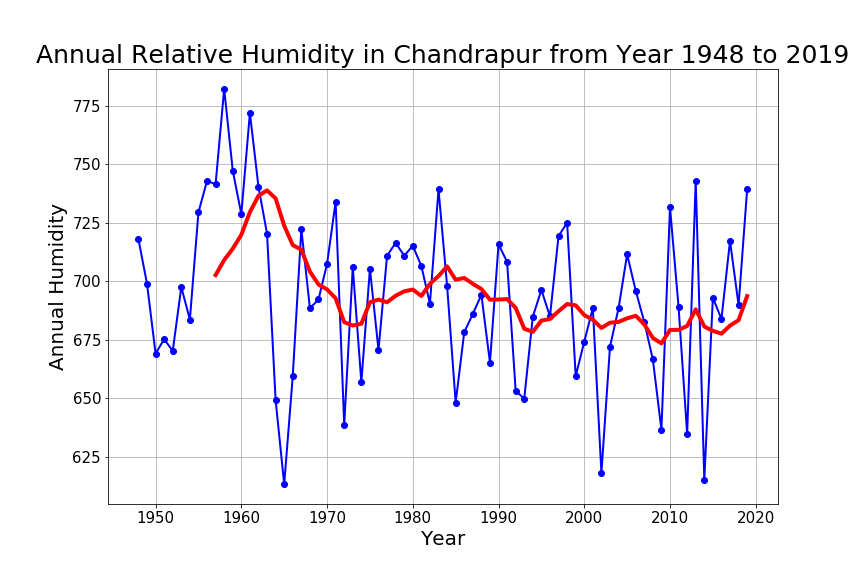 Annual Relative Humidity in Chandrapur from Year 1948 to 2019
775
750
725
700
675
650
625
Annual Humidity
1950 1960 1970 1980 1990 2000 2010 2020
Year